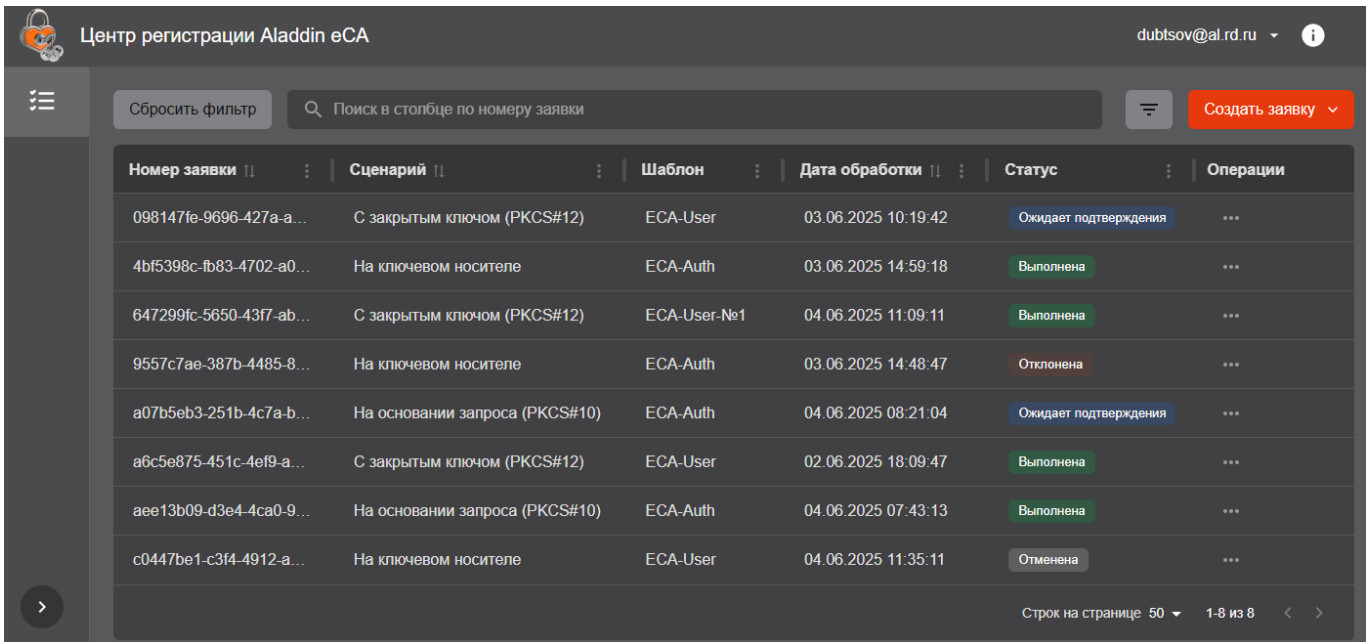 Центр регистрации Aladdin eCA dubtsov@al.rd.ru
Сбросить фильтр Поиск в столбце по номеру заявки Создать заявку
Номер заявки Сценарий Шаблон Дата обработки Статус Операции
098147fe-9696-427a-a... С закрытым ключом (PKCS#12) ECA-User 03.06.2025 10:19:42 Ожидает подтверждения
4bf5398c-fb83-4702-a0... На ключевом носителе ECA-Auth 03.06.2025 14:59:18 Выполнена
647299fc-5650-43f7-ab... С закрытым ключом (PKCS#12) ECA-User-№1 04.06.2025 11:09:11 Выполнена
9557c7ae-387b-4485-8... На ключевом носителе ECA-Auth 03.06.2025 14:48:47 Отклонена
a07b5eb3-251b-4c7a-b... На основании запроса (PKCS#10) ECA-Auth 04.06.2025 08:21:04 Ожидает подтверждения
a6c5e875-451c-4ef9-a... С закрытым ключом (PKCS#12) ECA-User 02.06.2025 18:09:47 Выполнена
aee13b09-d3e4-4ca0-9... На основании запроса (PKCS#10) ECA-Auth 04.06.2025 07:43:13 Выполнена
c0447be1-c3f4-4912-a... На ключевом носителе ECA-User 04.06.2025 11:35:11 Отменена
Строк на странице 50 1-8 из 8